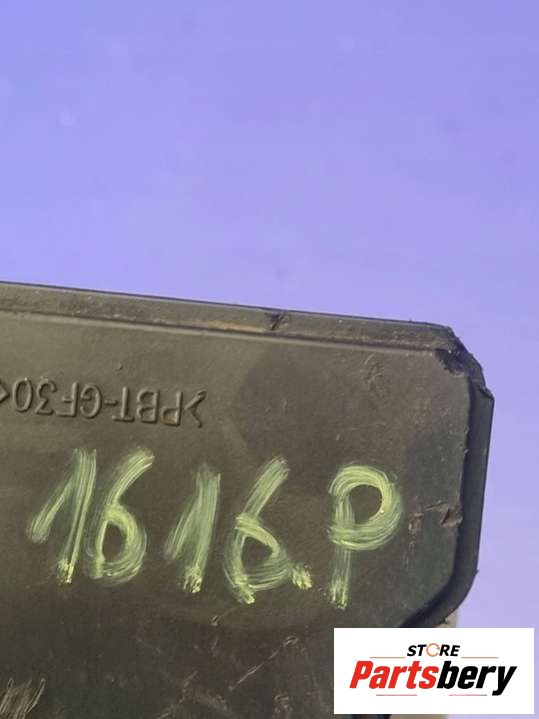 >PBT-GF30<
1616.P
STORE
Partsbery